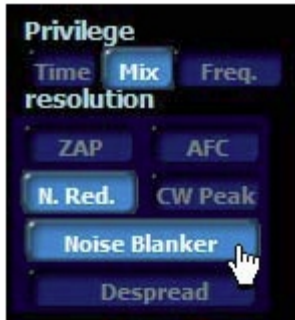 Privilege
Time Mix Freq.
resolution
ZAP AFC
N. Red. CW Peak
Noise Blanker
Despread